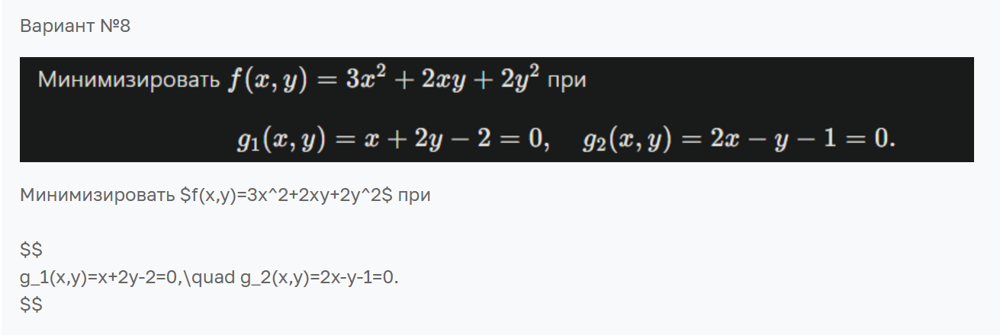 Вариант №8
Минимизировать f(x, y) = 3x² + 2xy + 2y² при
g₁(x, y) = x + 2y − 2 = 0, g₂(x, y) = 2x − y − 1 = 0.
Минимизировать $f(x,y)=3x^2+2xy+2y^2$ при
$$
g_1(x,y)=x+2y-2=0,\quad g_2(x,y)=2x-y-1=0.
$$